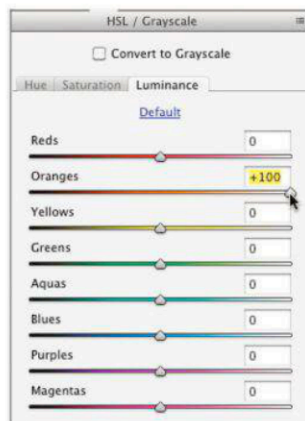 HSL / Grayscale
Convert to Grayscale
Hue Saturation Luminance
Default
Reds 0
Oranges +100
Yellows 0
Greens 0
Aquas 0
Blues 0
Purples 0
Magentas 0